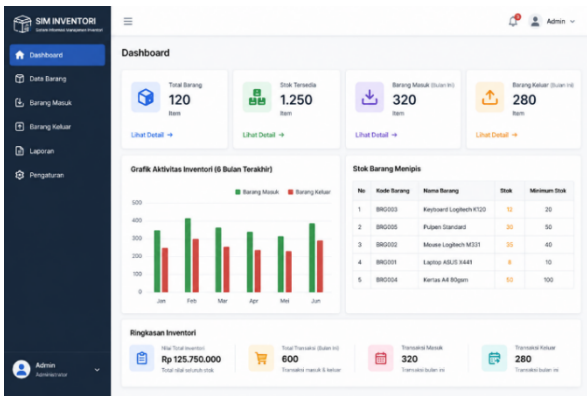 SIM INVENTORI
Sistem Informasi Manajemen Inventori
Admin
Dashboard
Data Barang
Barang Masuk
Barang Keluar
Laporan
Pengaturan
Admin
Administrator
Dashboard
Total Barang
120
Item
Lihat Detail →
Stok Tersedia
1.250
Item
Lihat Detail →
Barang Masuk (Bulan Ini)
320
Item
Lihat Detail →
Barang Keluar (Bulan Ini)
280
Item
Lihat Detail →
Grafik Aktivitas Inventori (6 Bulan Terakhir)
Barang Masuk Barang Keluar
500
400
300
200
100
0
Jan Feb Mar Apr Mei Jun
Stok Barang Menipis
No Kode Barang Nama Barang Stok Minimum Stok
1 BRG003 Keyboard Logitech K120 12 20
2 BRG005 Pulpen Standard 30 50
3 BRG002 Mouse Logitech M331 35 40
4 BRG001 Laptop ASUS X441 8 10
5 BRG004 Kertas A4 80gsm 50 100
Ringkasan Inventori
Nilai Total Inventori
Rp 125.750.000
Total nilai seluruh stok
Total Transaksi (Bulan Ini)
600
Transaksi masuk & keluar
Transaksi Masuk
320
Transaksi bulan ini
Transaksi Keluar
280
Transaksi bulan ini